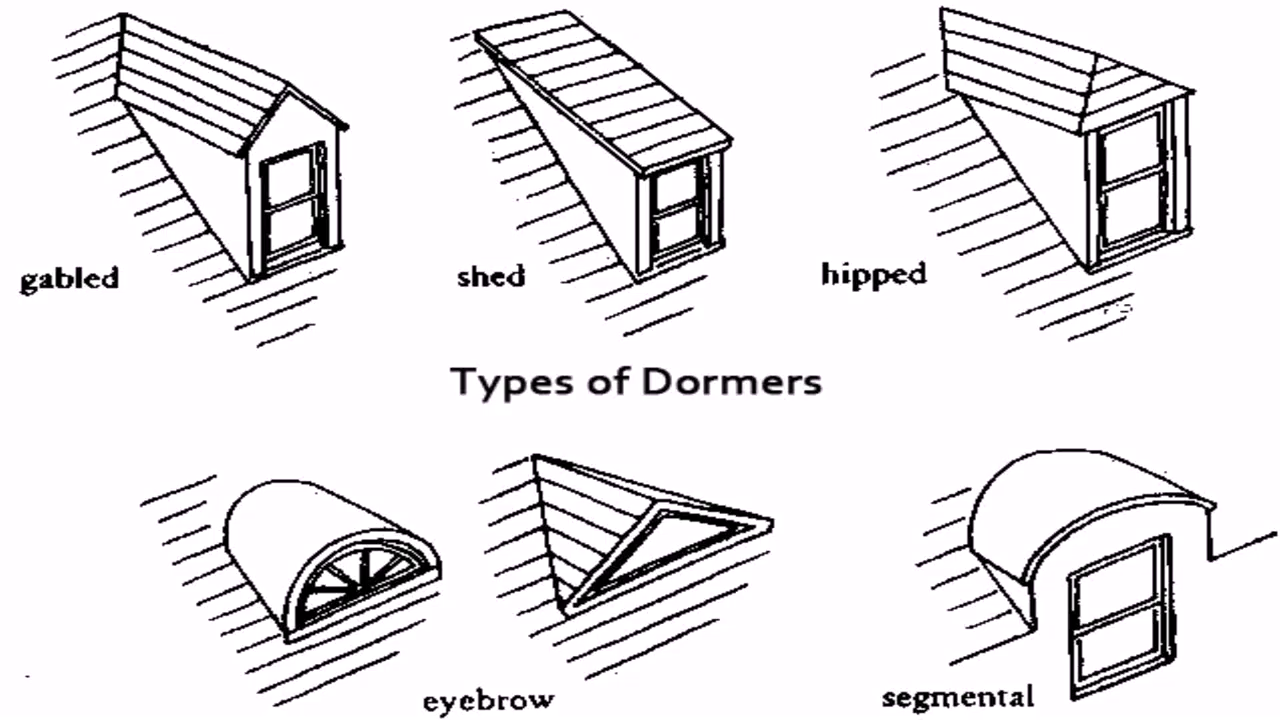 gabled
shed
hipped
Types of Dormers
eyebrow
segmental